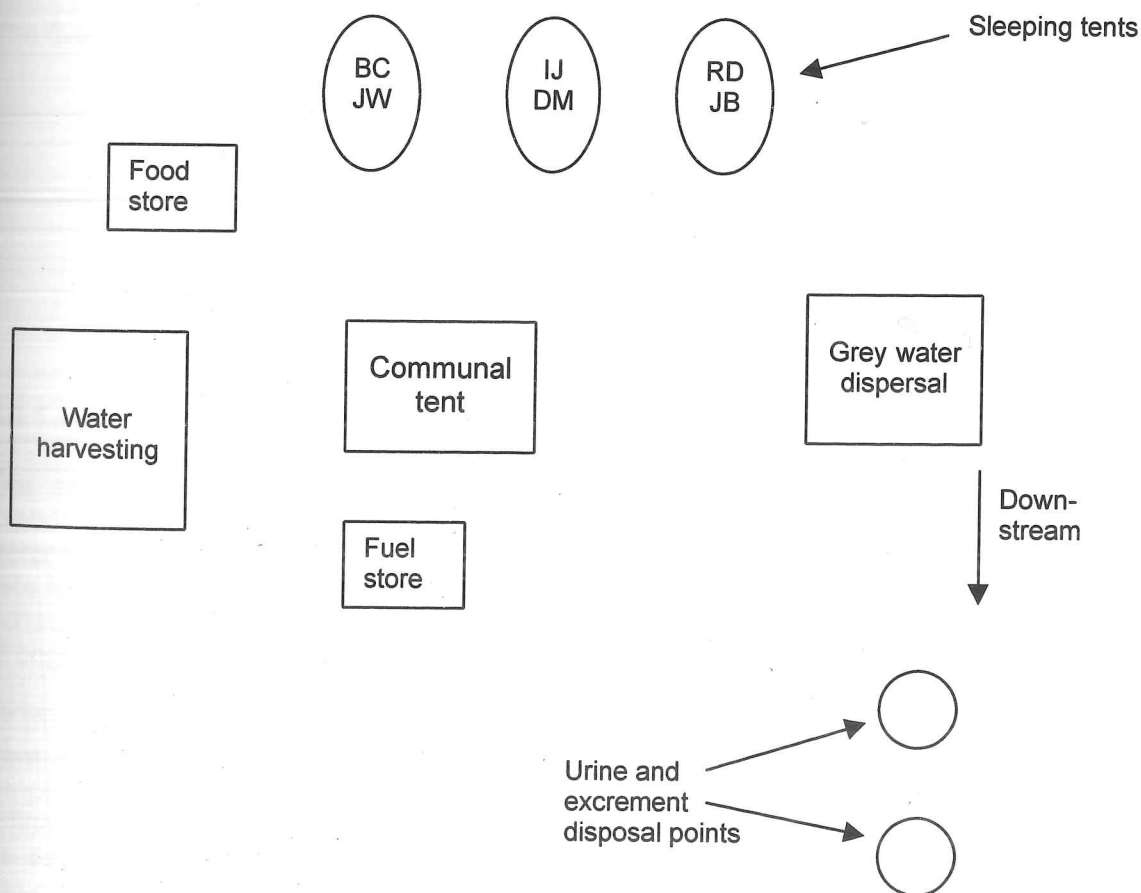 Sleeping tents
BC
JW
IJ
DM
RD
JB
Food
store
Communal
tent
Grey water
dispersal
Water
harvesting
Down-
stream
Fuel
store
Urine and
excrement
disposal points